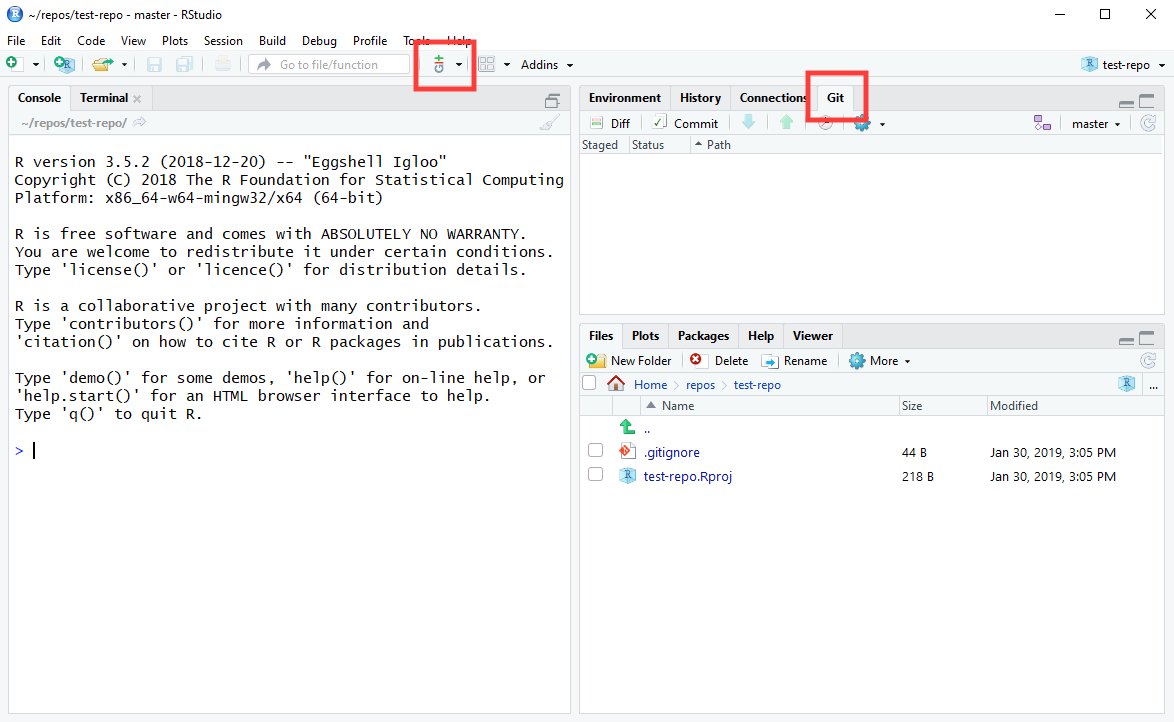 ~/repos/test-repo - master - RStudio
File Edit Code View Plots Session Build Debug Profile Tools Help
Go to file/function Git Addins test-repo
Console Terminal
~/repos/test-repo/
R version 3.5.2 (2018-12-20) -- "Eggshell Igloo"
Copyright (C) 2018 The R Foundation for Statistical Computing
Platform: x86_64-w64-mingw32/x64 (64-bit)
R is free software and comes with ABSOLUTELY NO WARRANTY.
You are welcome to redistribute it under certain conditions.
Type 'license()' or 'licence()' for distribution details.
R is a collaborative project with many contributors.
Type 'contributors()' for more information and
'citation()' on how to cite R or R packages in publications.
Type 'demo()' for some demos, 'help()' for on-line help, or
'help.start()' for an HTML browser interface to help.
Type 'q()' to quit R.
>
Environment History Connections Git
Diff Commit master
Staged Status Path
Files Plots Packages Help Viewer
New Folder Delete Rename More
Home repos test-repo ...
Name Size Modified
..
.gitignore 44 B Jan 30, 2019, 3:05 PM
test-repo.Rproj 218 B Jan 30, 2019, 3:05 PM